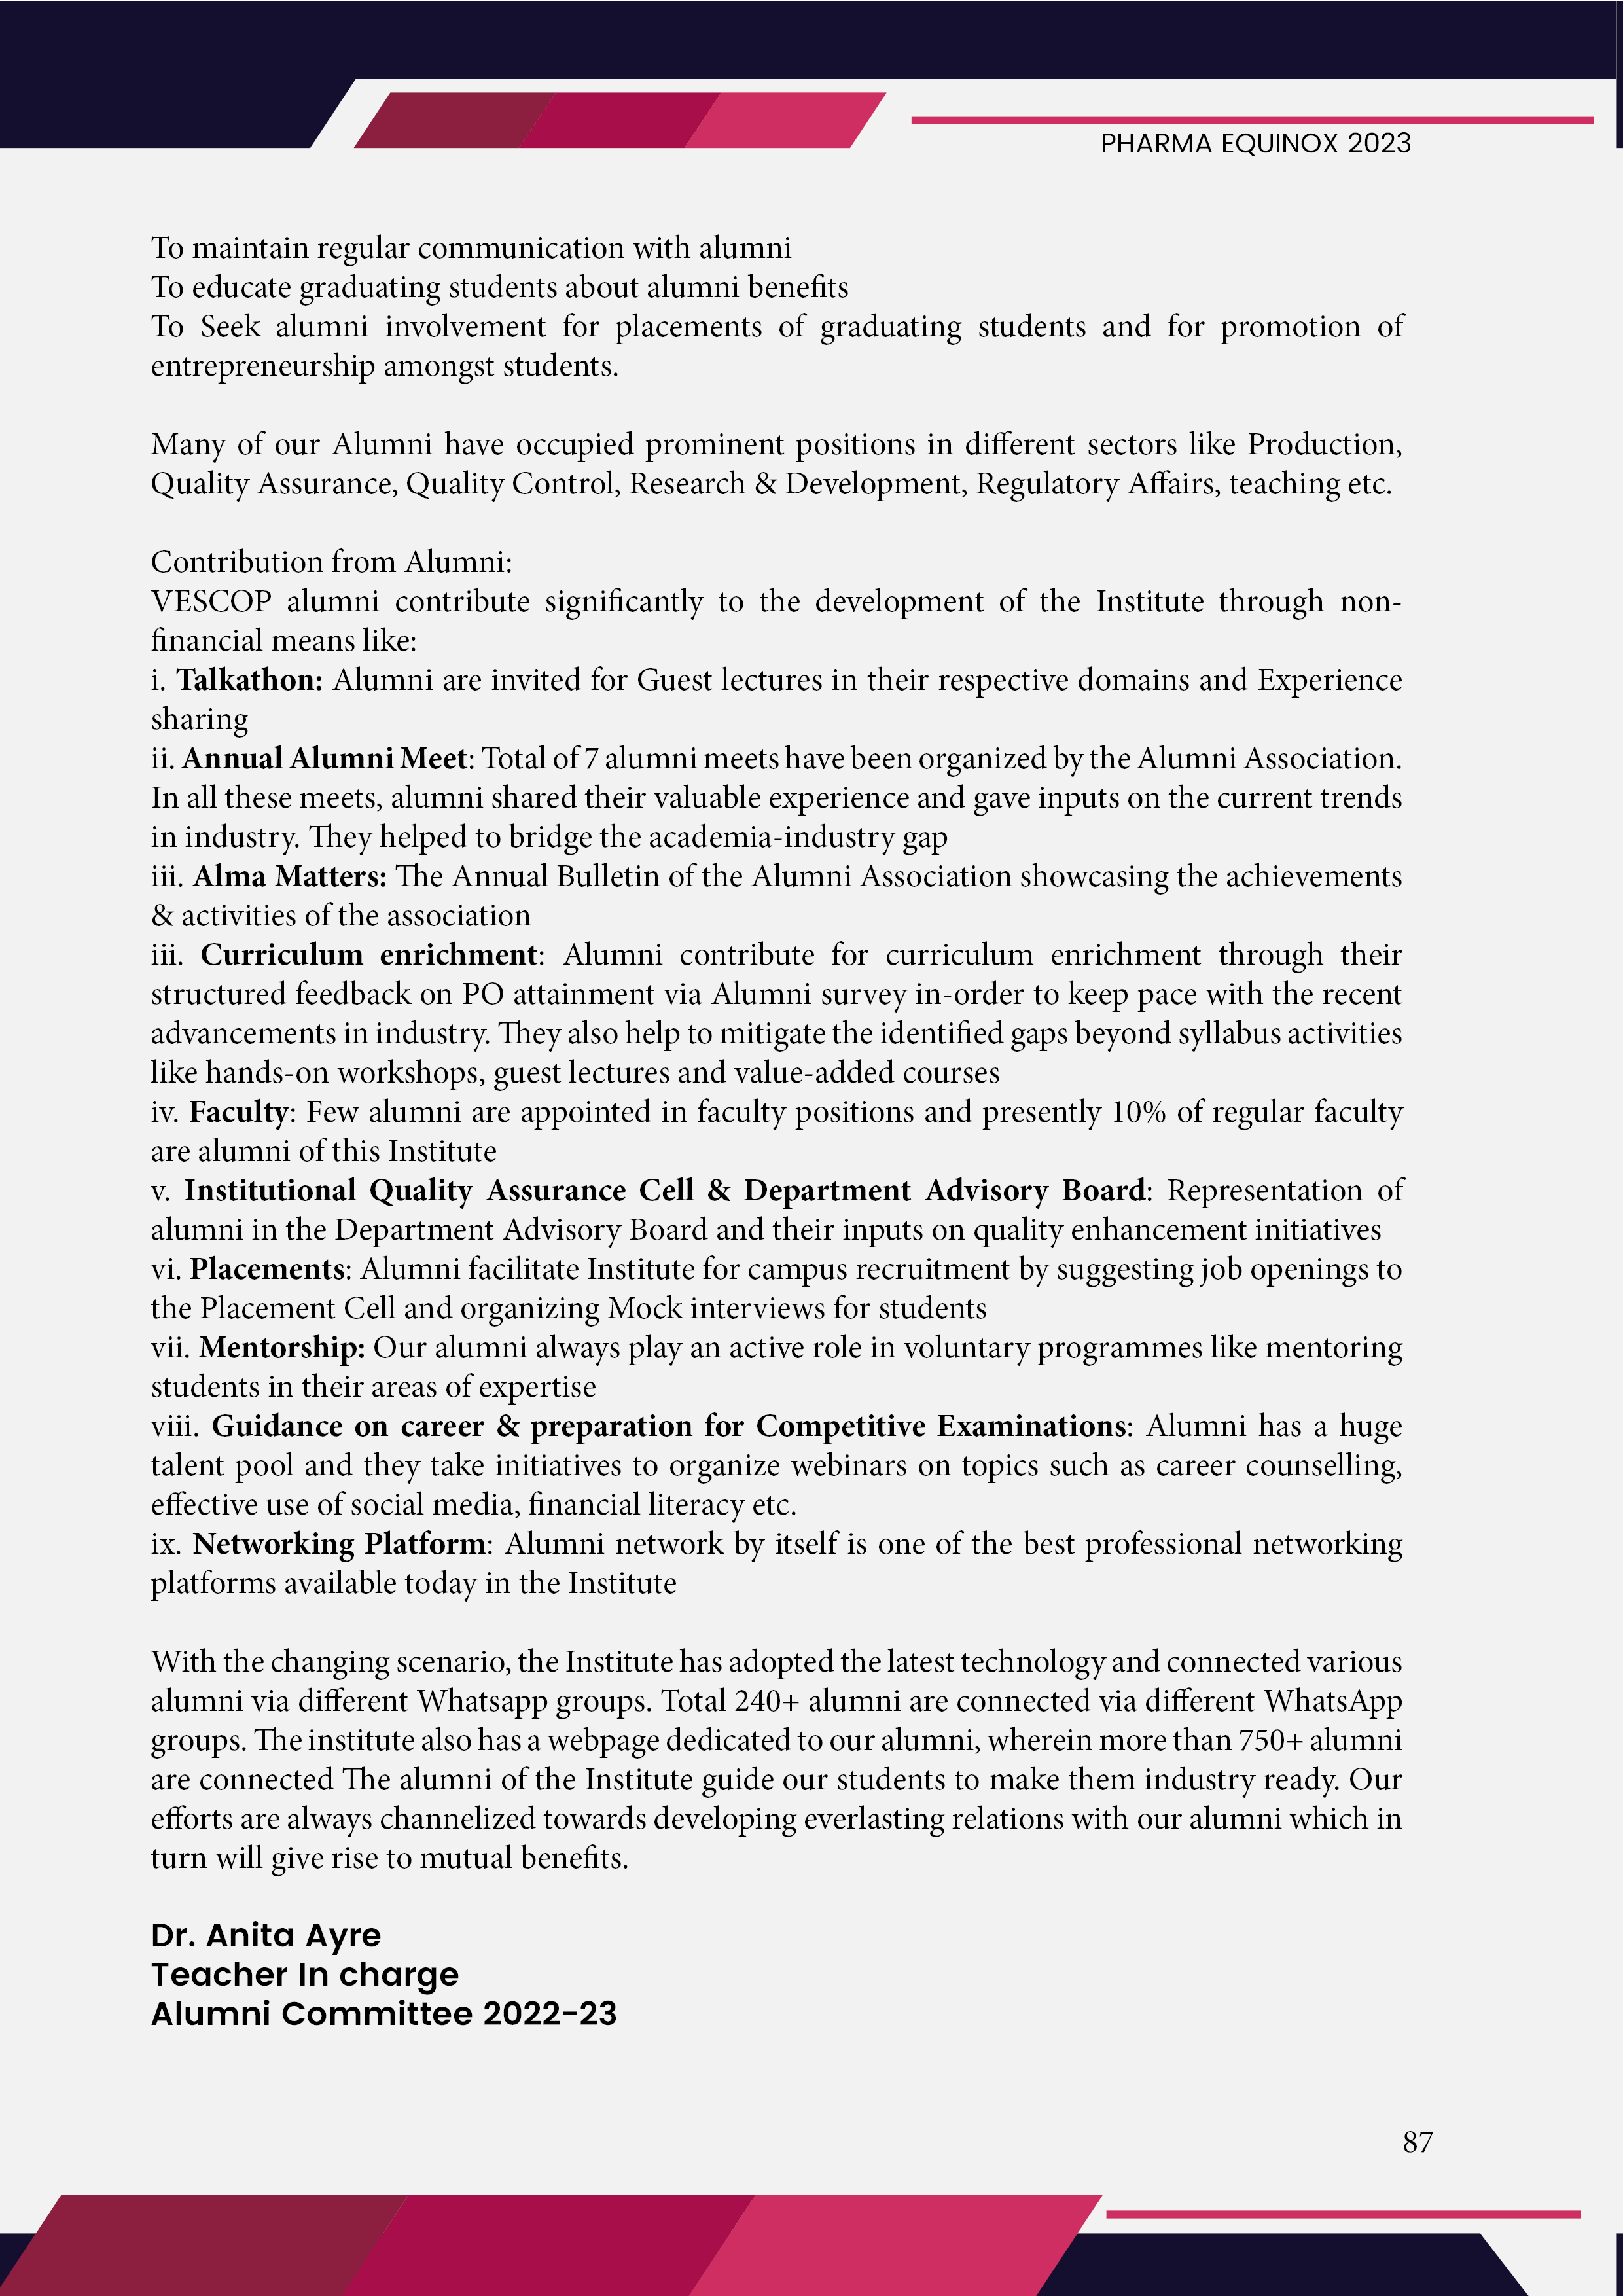 PHARMA EQUINOX 2023
To maintain regular communication with alumni
To educate graduating students about alumni benefits
To Seek alumni involvement for placements of graduating students and for promotion of
entrepreneurship amongst students.
Many of our Alumni have occupied prominent positions in different sectors like Production,
Quality Assurance, Quality Control, Research & Development, Regulatory Affairs, teaching etc.
Contribution from Alumni:
VESCOP alumni contribute significantly to the development of the Institute through non-
financial means like:
i. Talkathon: Alumni are invited for Guest lectures in their respective domains and Experience
sharing
ii. Annual Alumni Meet: Total of 7 alumni meets have been organized by the Alumni Association.
In all these meets, alumni shared their valuable experience and gave inputs on the current trends
in industry. They helped to bridge the academia-industry gap
iii. Alma Matters: The Annual Bulletin of the Alumni Association showcasing the achievements
& activities of the association
iii. Curriculum enrichment: Alumni contribute for curriculum enrichment through their
structured feedback on PO attainment via Alumni survey in-order to keep pace with the recent
advancements in industry. They also help to mitigate the identified gaps beyond syllabus activities
like hands-on workshops, guest lectures and value-added courses
iv. Faculty: Few alumni are appointed in faculty positions and presently 10% of regular faculty
are alumni of this Institute
v. Institutional Quality Assurance Cell & Department Advisory Board: Representation of
alumni in the Department Advisory Board and their inputs on quality enhancement initiatives
vi. Placements: Alumni facilitate Institute for campus recruitment by suggesting job openings to
the Placement Cell and organizing Mock interviews for students
vii. Mentorship: Our alumni always play an active role in voluntary programmes like mentoring
students in their areas of expertise
viii. Guidance on career & preparation for Competitive Examinations: Alumni has a huge
talent pool and they take initiatives to organize webinars on topics such as career counselling,
effective use of social media, financial literacy etc.
ix. Networking Platform: Alumni network by itself is one of the best professional networking
platforms available today in the Institute
With the changing scenario, the Institute has adopted the latest technology and connected various
alumni via different Whatsapp groups. Total 240+ alumni are connected via different WhatsApp
groups. The institute also has a webpage dedicated to our alumni, wherein more than 750+ alumni
are connected The alumni of the Institute guide our students to make them industry ready. Our
efforts are always channelized towards developing everlasting relations with our alumni which in
turn will give rise to mutual benefits.
Dr. Anita Ayre
Teacher In charge
Alumni Committee 2022-23
87